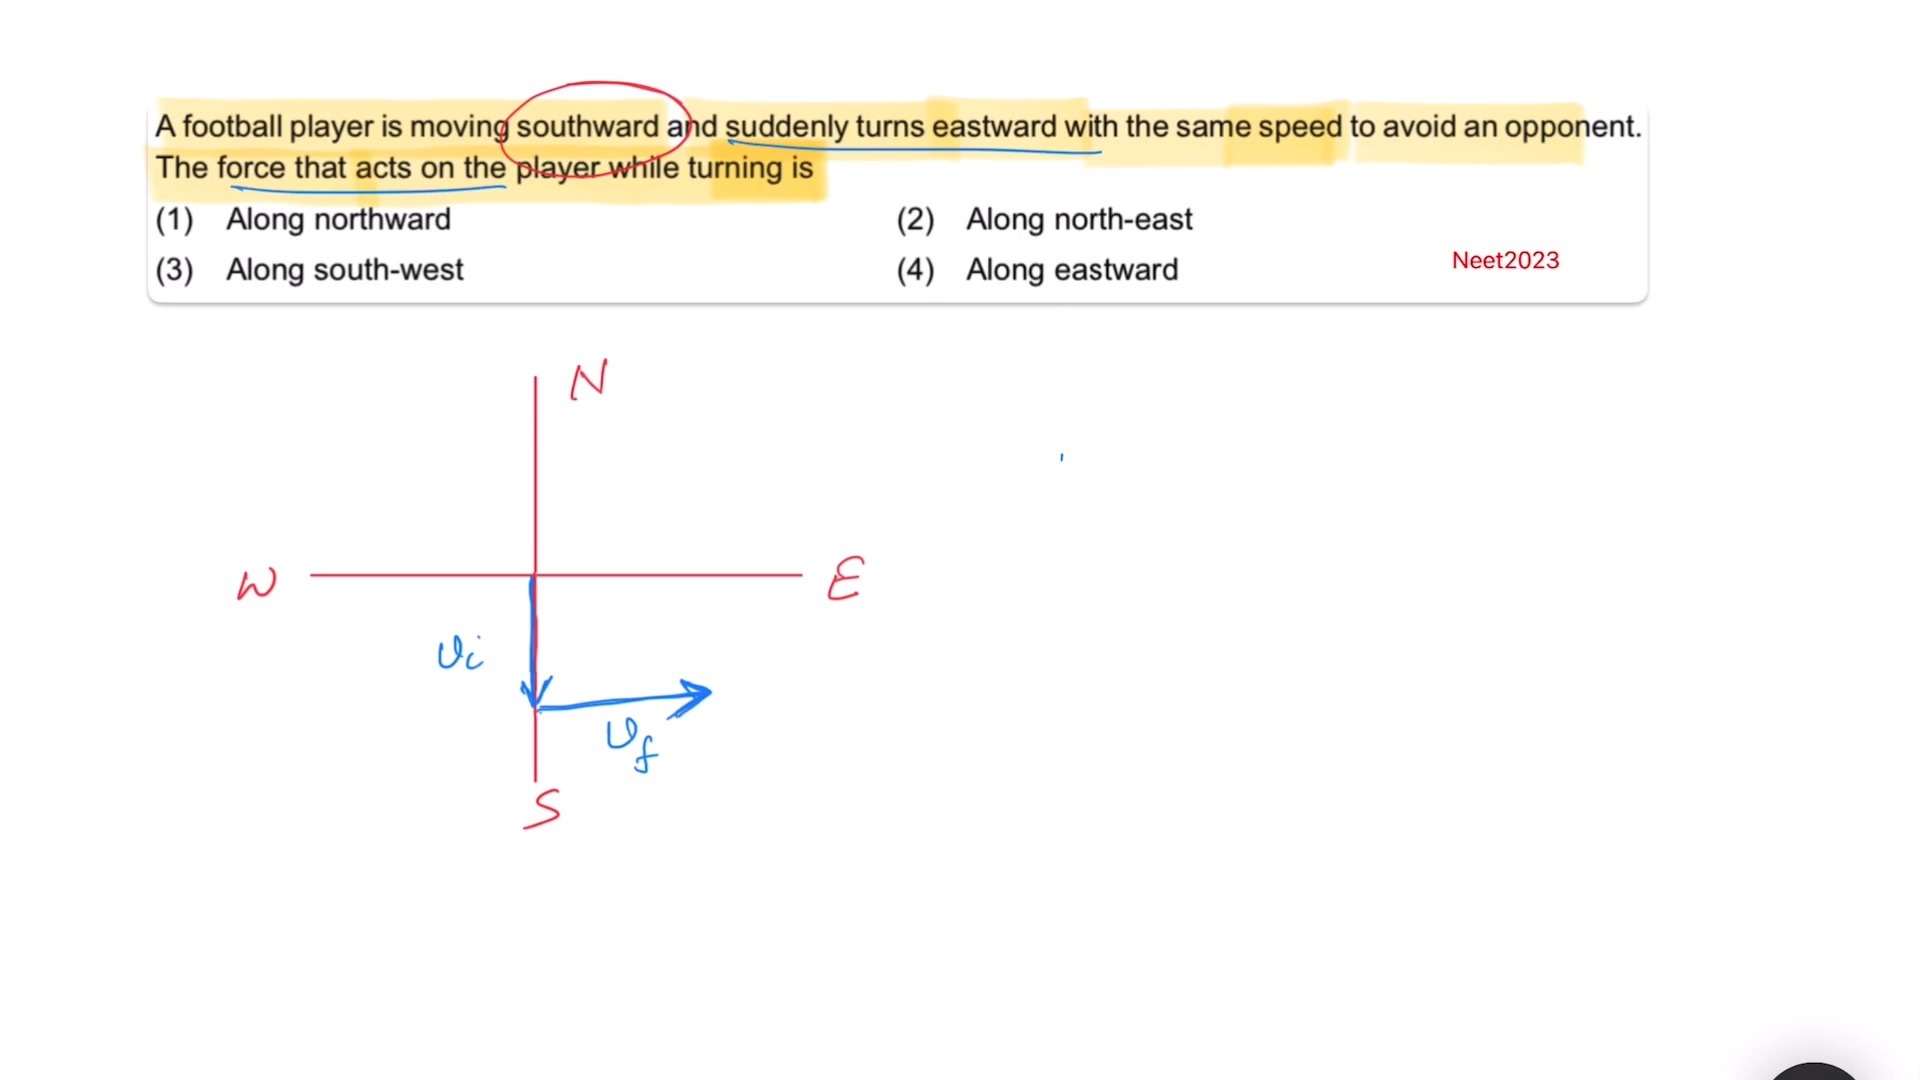 A football player is moving southward and suddenly turns eastward with the same speed to avoid an opponent.
The force that acts on the player while turning is
(1) Along northward
(2) Along north-east
(3) Along south-west
(4) Along eastward
Neet2023
N
W
E
vi
vf
S